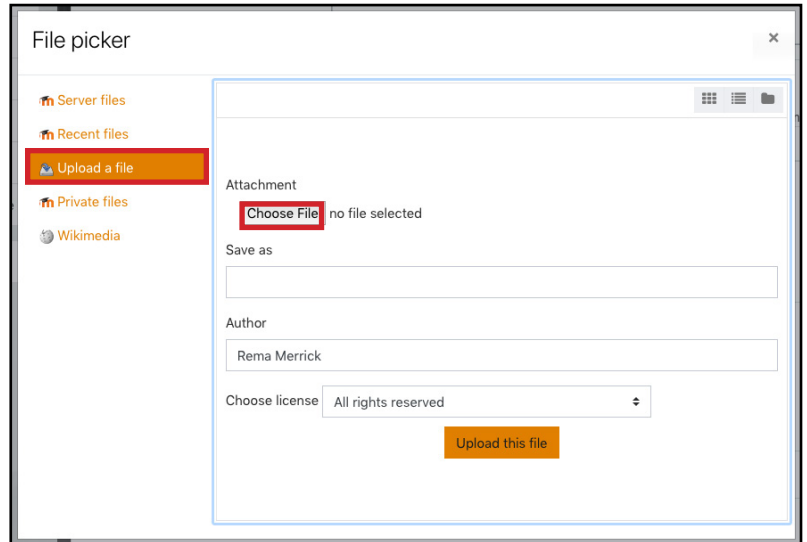 File picker
×
Server files
Recent files
Upload a file
Private files
Wikimedia
Attachment
Choose File no file selected
Save as
Author
Rema Merrick
Choose license All rights reserved
Upload this file